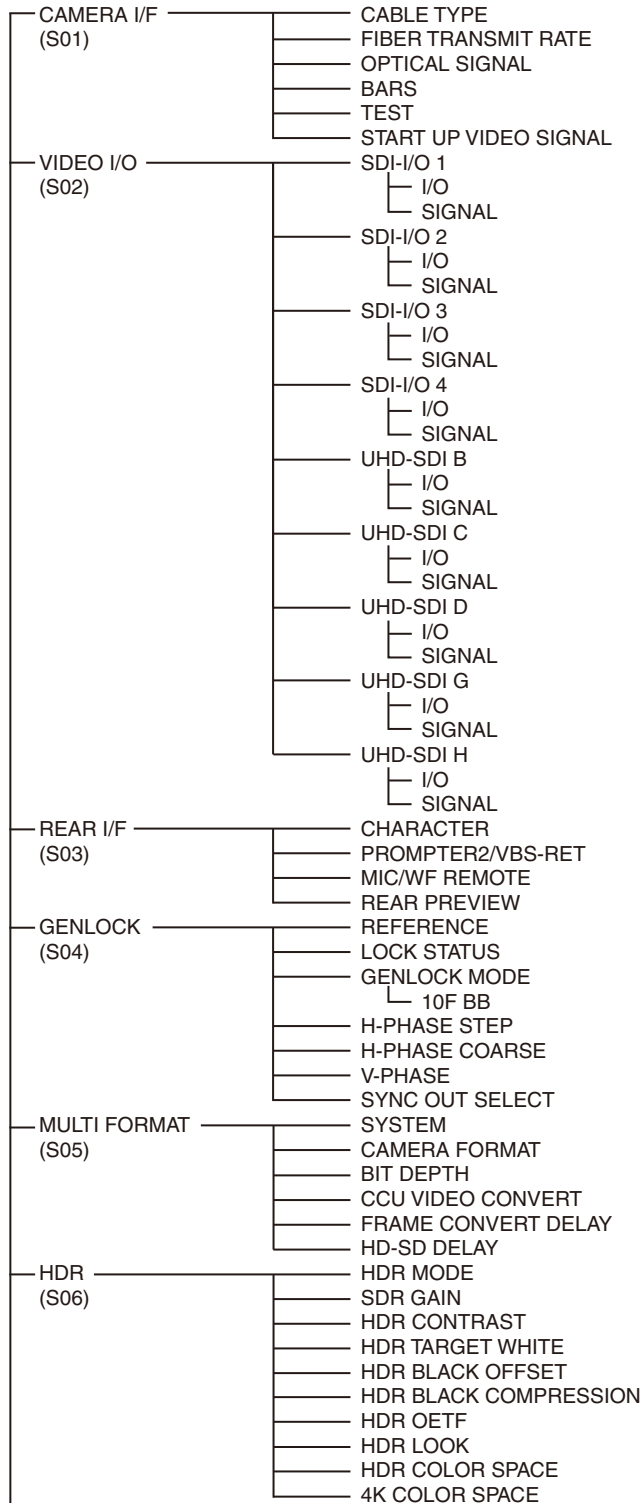 CAMERA I/F
(S01)
CABLE TYPE
FIBER TRANSMIT RATE
OPTICAL SIGNAL
BARS
TEST
START UP VIDEO SIGNAL
VIDEO I/O
(S02)
SDI-I/O 1
I/O
SIGNAL
SDI-I/O 2
I/O
SIGNAL
SDI-I/O 3
I/O
SIGNAL
SDI-I/O 4
I/O
SIGNAL
UHD-SDI B
I/O
SIGNAL
UHD-SDI C
I/O
SIGNAL
UHD-SDI D
I/O
SIGNAL
UHD-SDI G
I/O
SIGNAL
UHD-SDI H
I/O
SIGNAL
REAR I/F
(S03)
CHARACTER
PROMPTER2/VBS-RET
MIC/WF REMOTE
REAR PREVIEW
GENLOCK
(S04)
REFERENCE
LOCK STATUS
GENLOCK MODE
10F BB
H-PHASE STEP
H-PHASE COARSE
V-PHASE
SYNC OUT SELECT
MULTI FORMAT
(S05)
SYSTEM
CAMERA FORMAT
BIT DEPTH
CCU VIDEO CONVERT
FRAME CONVERT DELAY
HD-SD DELAY
HDR
(S06)
HDR MODE
SDR GAIN
HDR CONTRAST
HDR TARGET WHITE
HDR BLACK OFFSET
HDR BLACK COMPRESSION
HDR OETF
HDR LOOK
HDR COLOR SPACE
4K COLOR SPACE